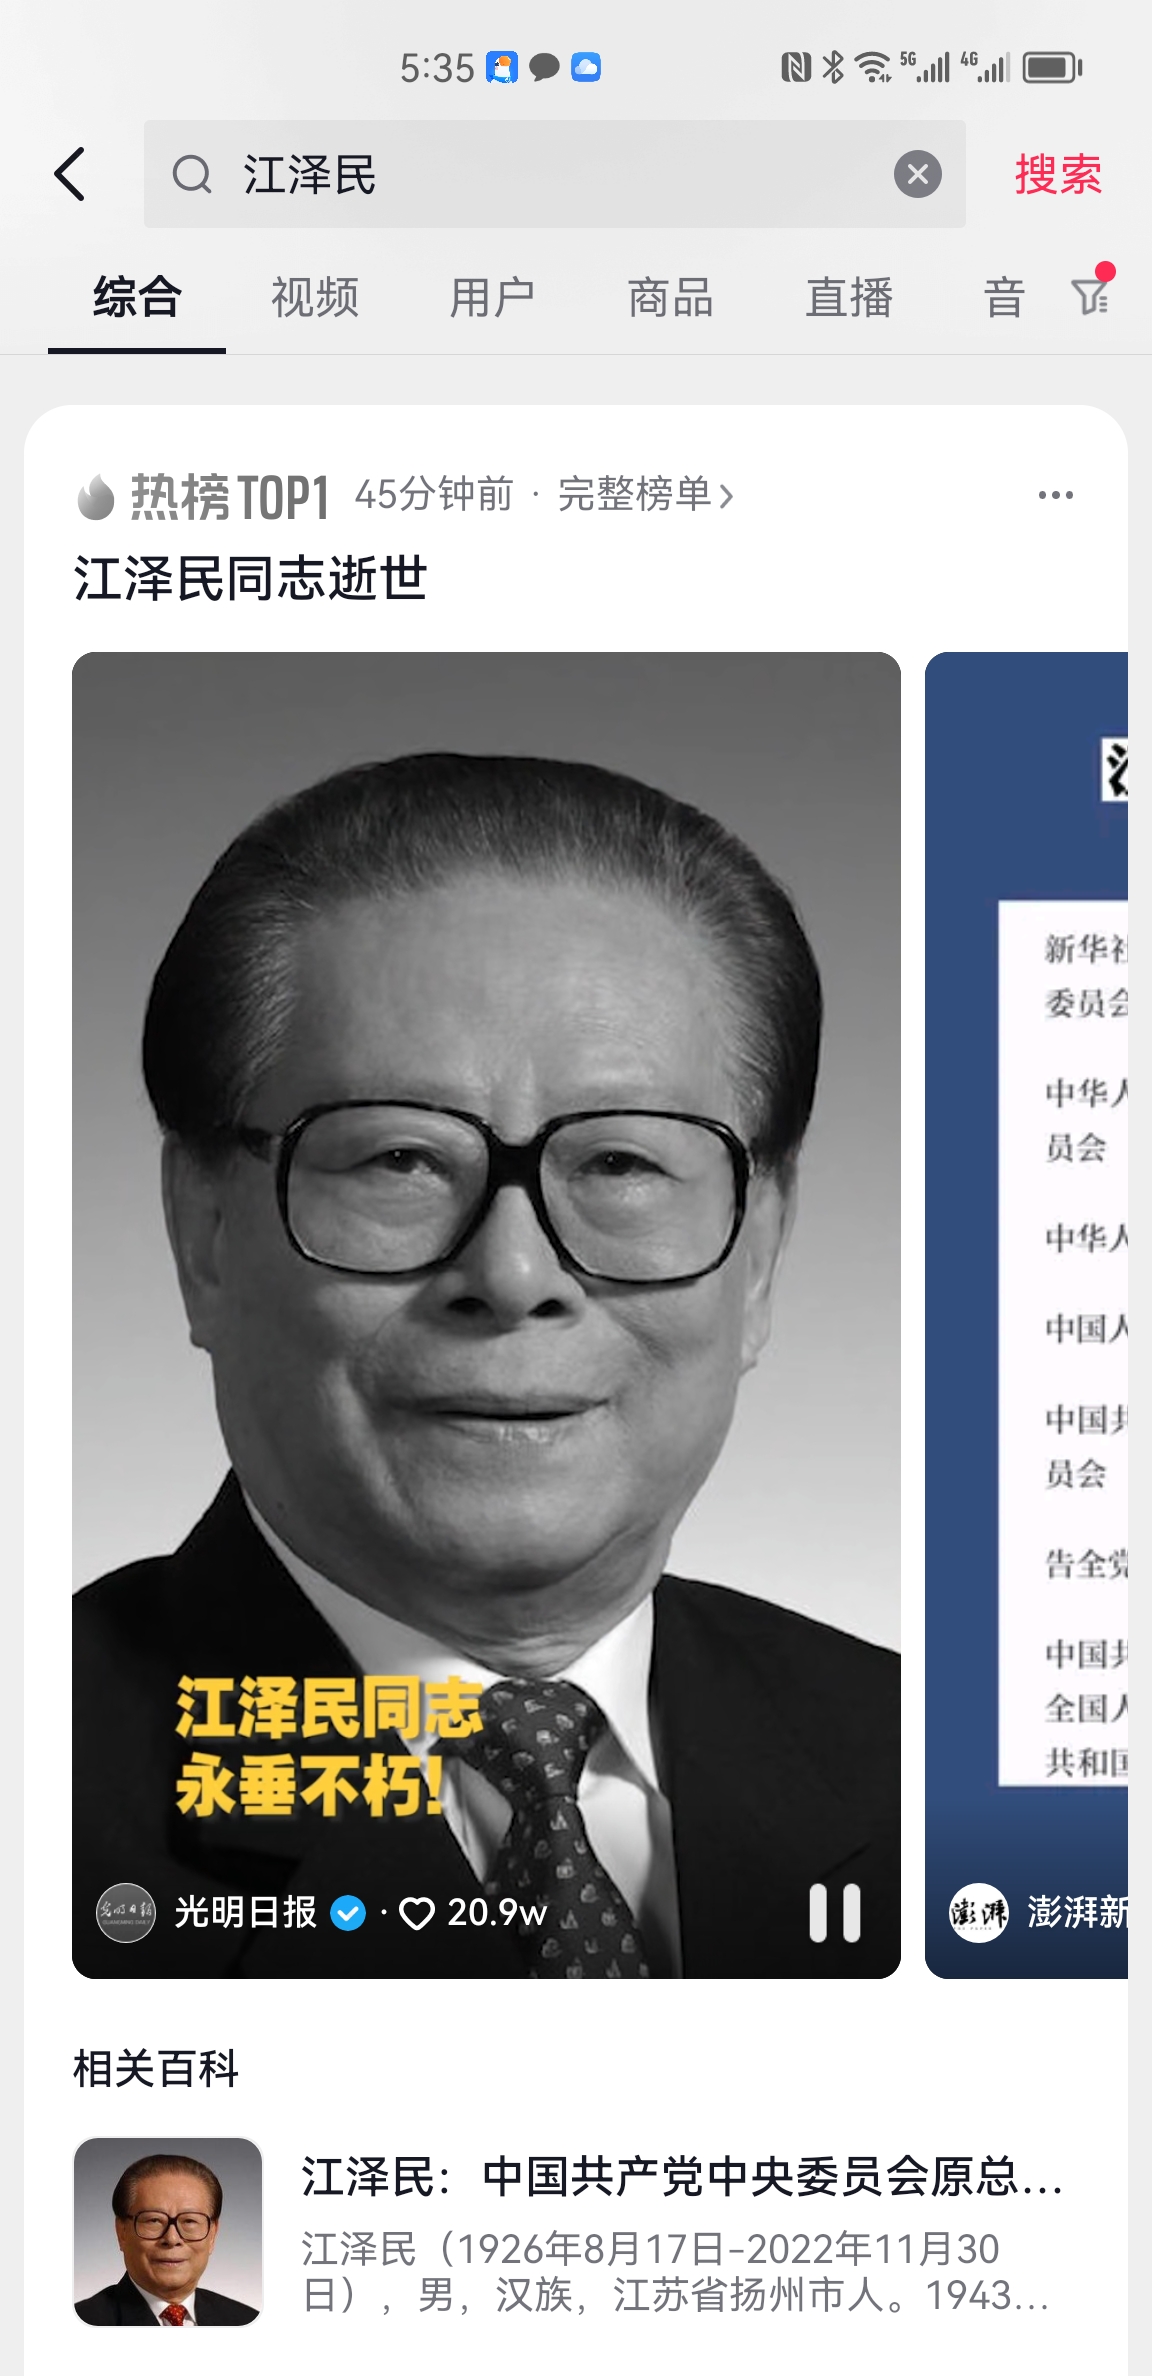 5:35
5G
4G
江泽民
搜索
综合 视频 用户 商品 直播 音
热榜TOP1 45分钟前 · 完整榜单
江泽民同志逝世
江泽民同志
永垂不朽!
光明日报 · 20.9w
新华社
委员会
中华人
员会
中华人
中国人
中国共
员会
告全党
中国共
全国人
共和国
澎湃
澎湃新
相关百科
江泽民：中国共产党中央委员会原总...
江泽民（1926年8月17日-2022年11月30
日），男，汉族，江苏省扬州市人。1943...